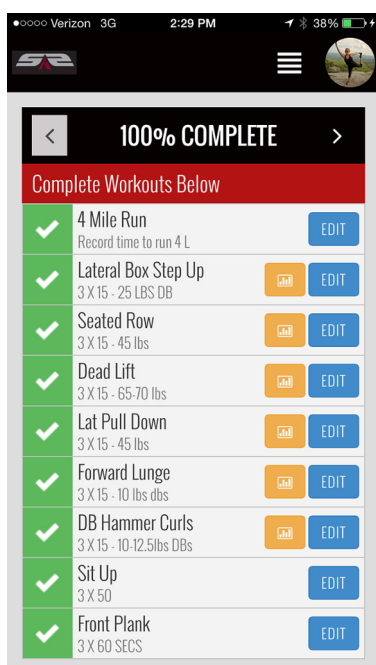 Verizon 3G 2:29 PM 38%
100% COMPLETE
Complete Workouts Below
4 Mile Run
Record time to run 4 L
EDIT
Lateral Box Step Up
3 X 15 - 25 LBS DB
EDIT
Seated Row
3 X 15 - 45 lbs
EDIT
Dead Lift
3 X 15 - 65-70 lbs
EDIT
Lat Pull Down
3 X 15 - 45 lbs
EDIT
Forward Lunge
3 X 15 - 10 lbs dbs
EDIT
DB Hammer Curls
3 X 15 - 10-12.5lbs DBs
EDIT
Sit Up
3 X 50
EDIT
Front Plank
3 X 60 SECS
EDIT